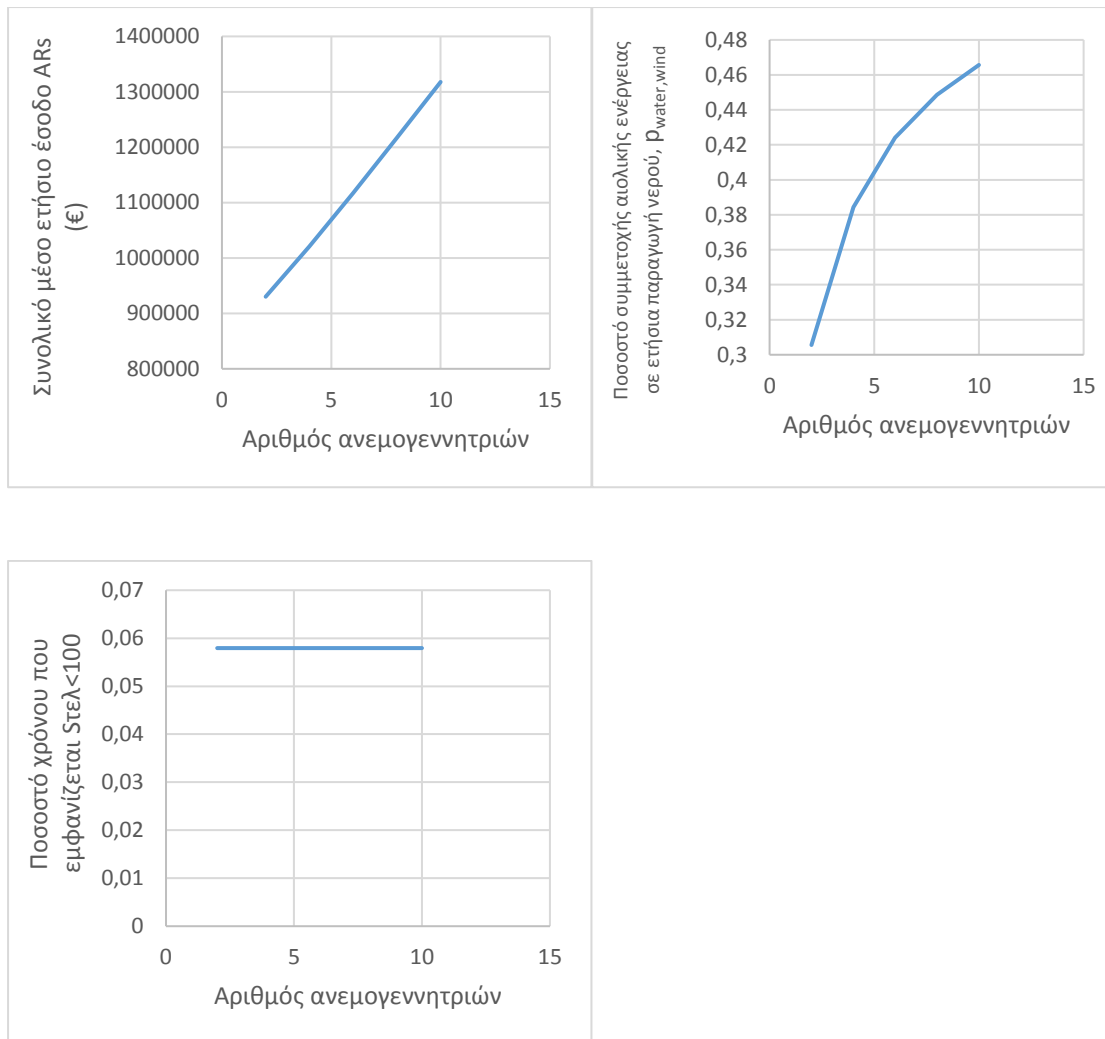 Συνολικό μέσο ετήσιο έσοδο ARs
(€)
1400000
1300000
1200000
1100000
1000000
900000
800000
0 5 10 15
Αριθμός ανεμογεννητριών
Ποσοστό συμμετοχής αιολικής ενέργειας
σε ετήσια παραγωγή νερού, pwater,wind
0,48
0,46
0,44
0,42
0,4
0,38
0,36
0,34
0,32
0,3
0 5 10 15
Αριθμός ανεμογεννητριών
Ποσοστό χρόνου που
εμφανίζεται Sτελ<100
0,07
0,06
0,05
0,04
0,03
0,02
0,01
0
0 5 10 15
Αριθμός ανεμογεννητριών